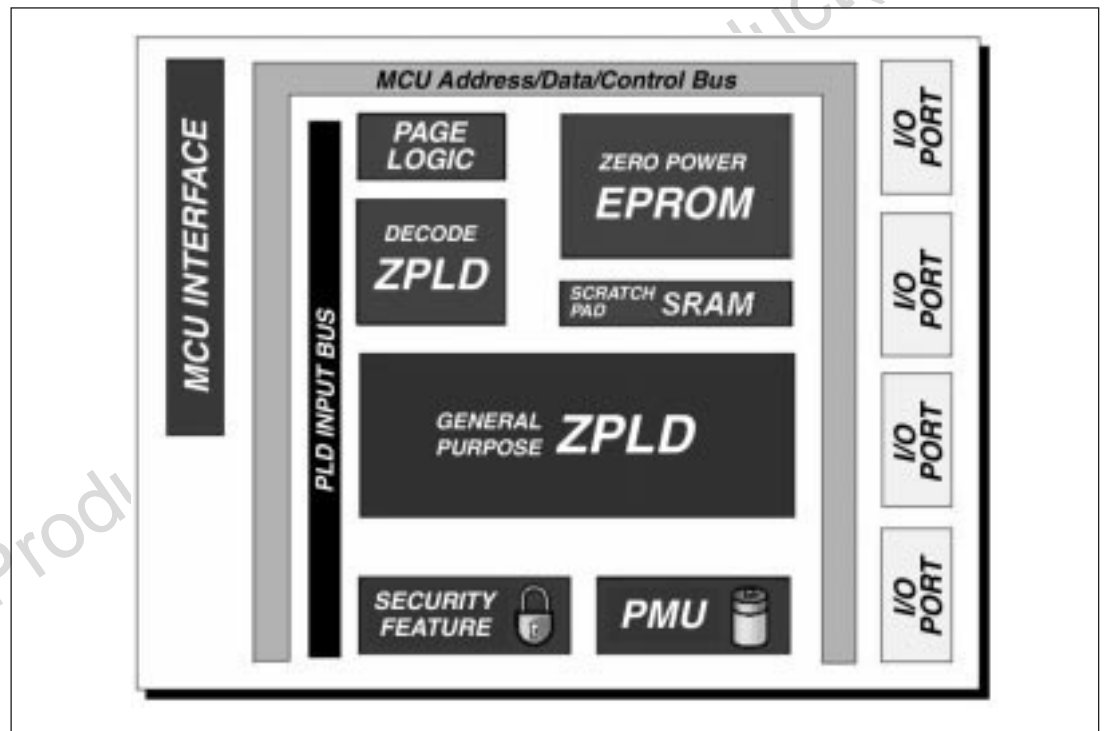 MCU Address/Data/Control Bus
MCU INTERFACE
PLD INPUT BUS
PAGE
LOGIC
DECODE
ZPLD
ZERO POWER
EPROM
SCRATCH
PAD
SRAM
GENERAL
PURPOSE
ZPLD
SECURITY
FEATURE
PMU
I/O
PORT
I/O
PORT
I/O
PORT
I/O
PORT